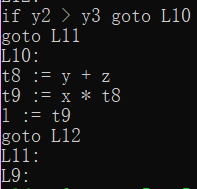 if y2 > y3 goto L10
goto L11
L10:
t8 := y + z
t9 := x * t8
l := t9
goto L12
L11:
L9: